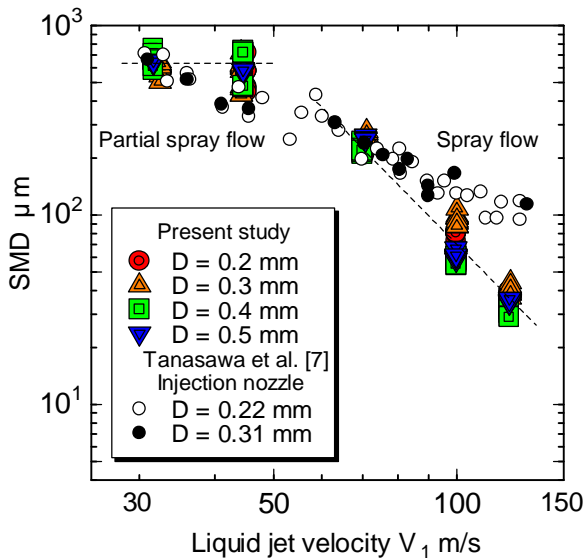 10³
Partial spray flow
Spray flow
SMD μm
10²
Present study
D = 0.2 mm
D = 0.3 mm
D = 0.4 mm
D = 0.5 mm
Tanasawa et al. [7]
Injection nozzle
D = 0.22 mm
D = 0.31 mm
10¹
30 50 100 150
Liquid jet velocity V₁ m/s